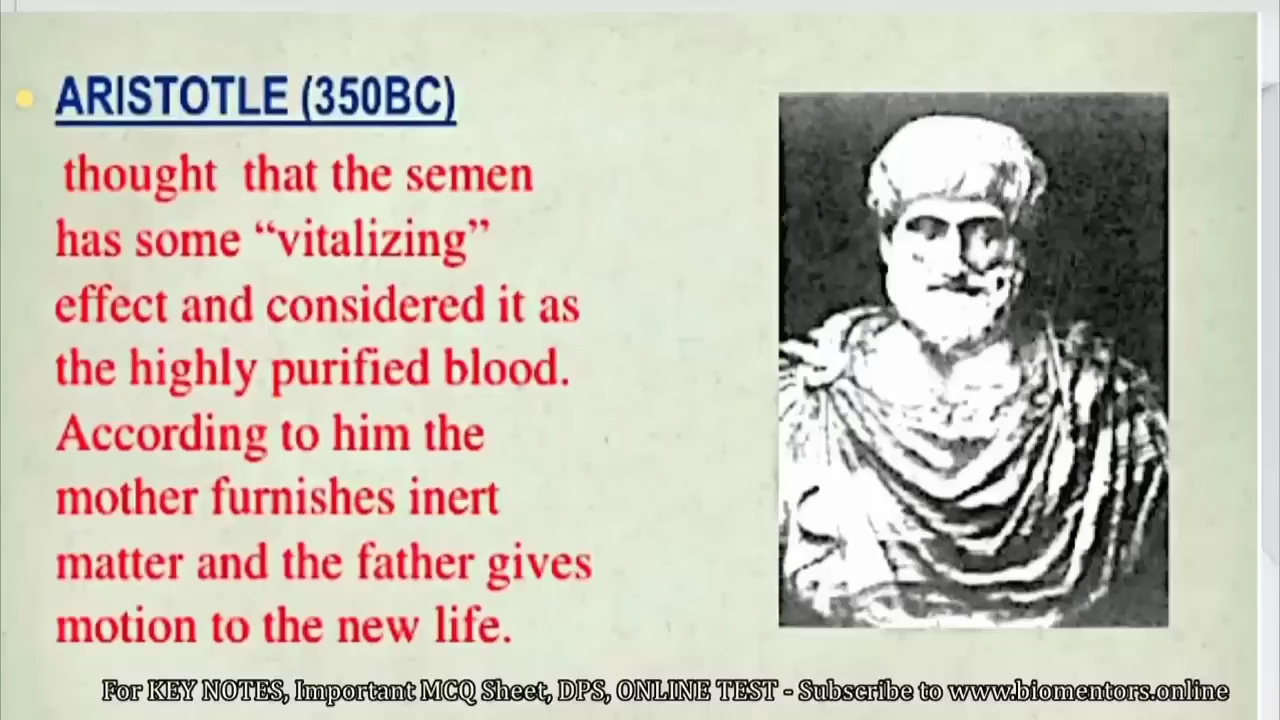 ARISTOTLE (350BC)
thought that the semen
has some “vitalizing”
effect and considered it as
the highly purified blood.
According to him the
mother furnishes inert
matter and the father gives
motion to the new life.
For KEY NOTES, Important MCQ Sheet, DPS, ONLINE TEST - Subscribe to www.biomentors.online